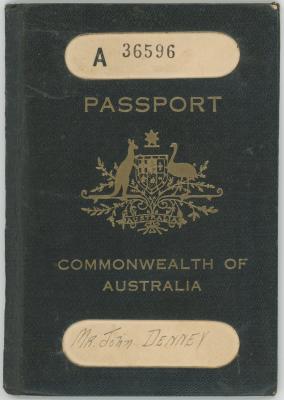 A 36596
PASSPORT
AUSTRALIA
COMMONWEALTH OF
AUSTRALIA
Mr. John DENNEY